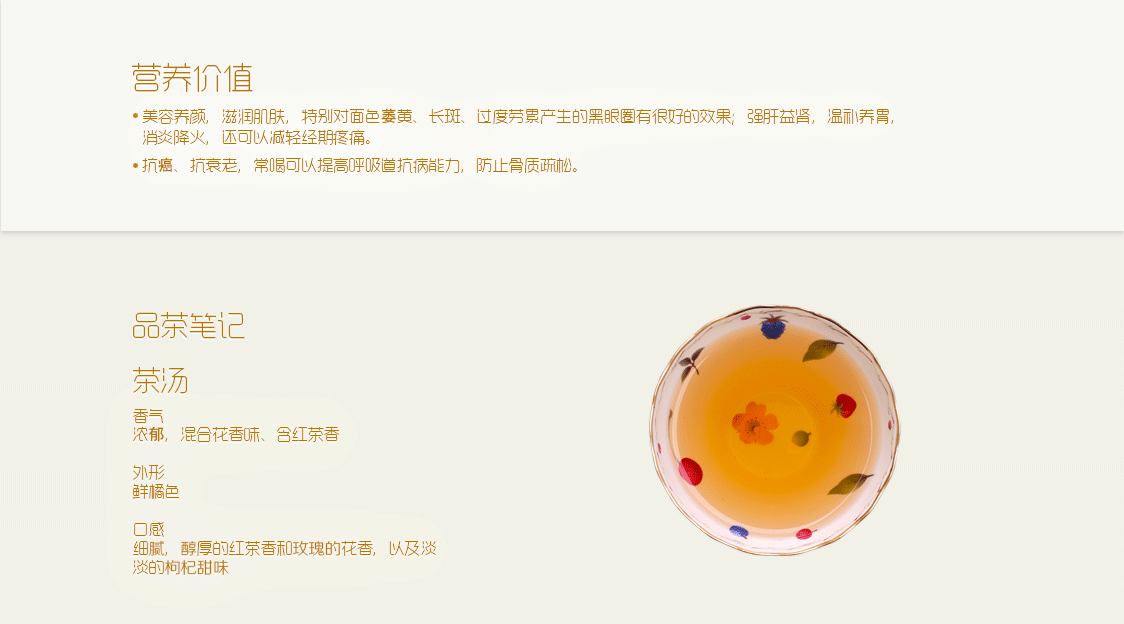 营养价值
• 美容养颜，滋润肌肤，特别对面色萎黄、长斑、过度劳累产生的黑眼圈有很好的效果；强肝益肾，温补养胃，
消炎降火，还可以减轻经期疼痛。
• 抗癌、抗衰老，常喝可以提高呼吸道抗病能力，防止骨质疏松。
品茶笔记
茶汤
香气
浓郁，混合花香味、含红茶香
外形
鲜橘色
口感
细腻，醇厚的红茶香和玫瑰的花香，以及淡
淡的枸杞甜味